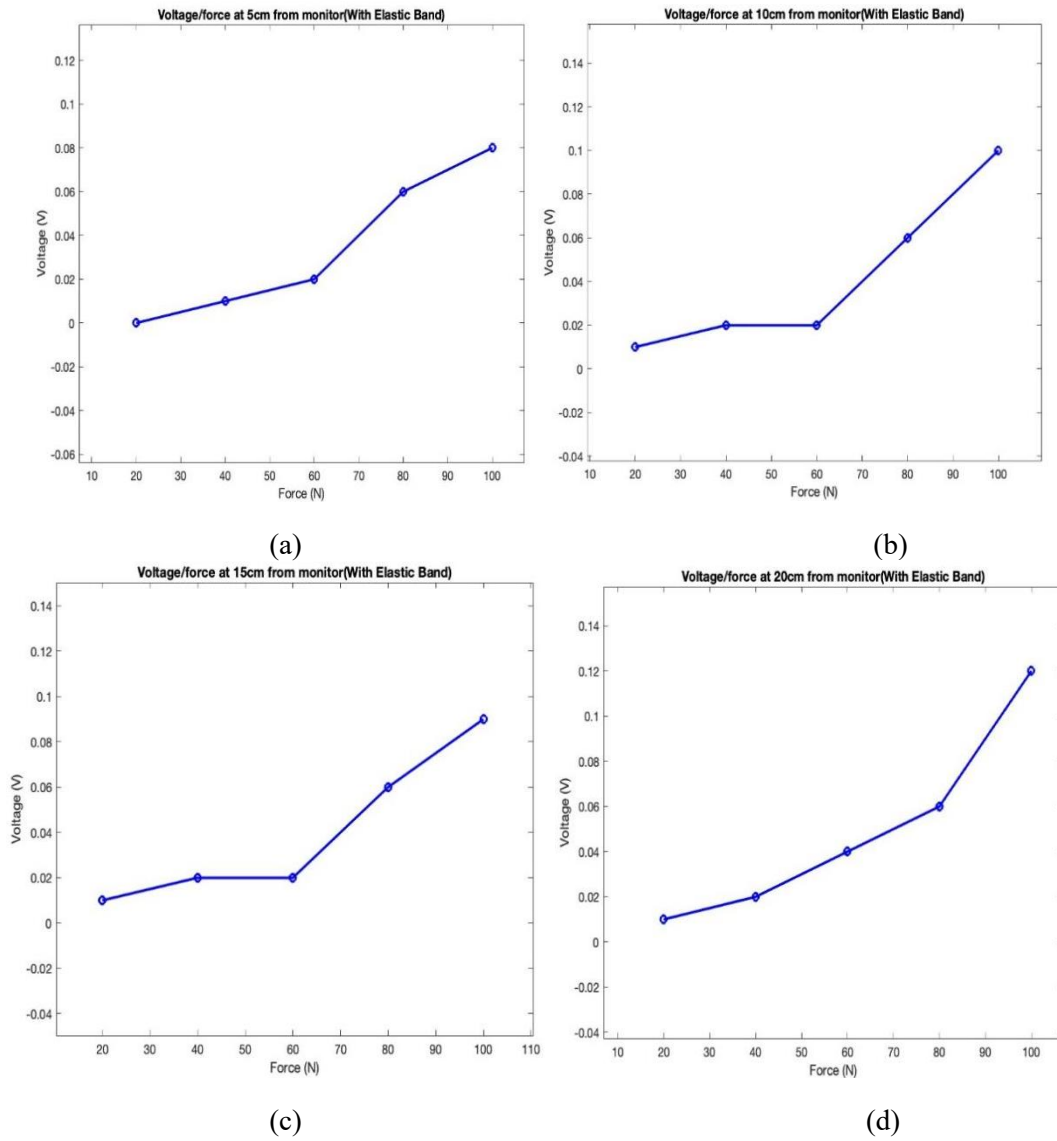 Voltage/force at 5cm from monitor(With Elastic Band)
0.12
0.1
0.08
0.06
0.04
0.02
0
-0.02
-0.04
-0.06
Voltage (V)
10 20 30 40 50 60 70 80 90 100
Force (N)
(a)
Voltage/force at 10cm from monitor(With Elastic Band)
0.14
0.12
0.1
0.08
0.06
0.04
0.02
0
-0.02
-0.04
Voltage (V)
10 20 30 40 50 60 70 80 90 100
Force (N)
(b)
Voltage/force at 15cm from monitor(With Elastic Band)
0.14
0.12
0.1
0.08
0.06
0.04
0.02
0
-0.02
-0.04
Voltage (V)
20 30 40 50 60 70 80 90 100 110
Force (N)
(c)
Voltage/force at 20cm from monitor(With Elastic Band)
0.14
0.12
0.1
0.08
0.06
0.04
0.02
0
-0.02
-0.04
Voltage (V)
10 20 30 40 50 60 70 80 90 100
Force (N)
(d)